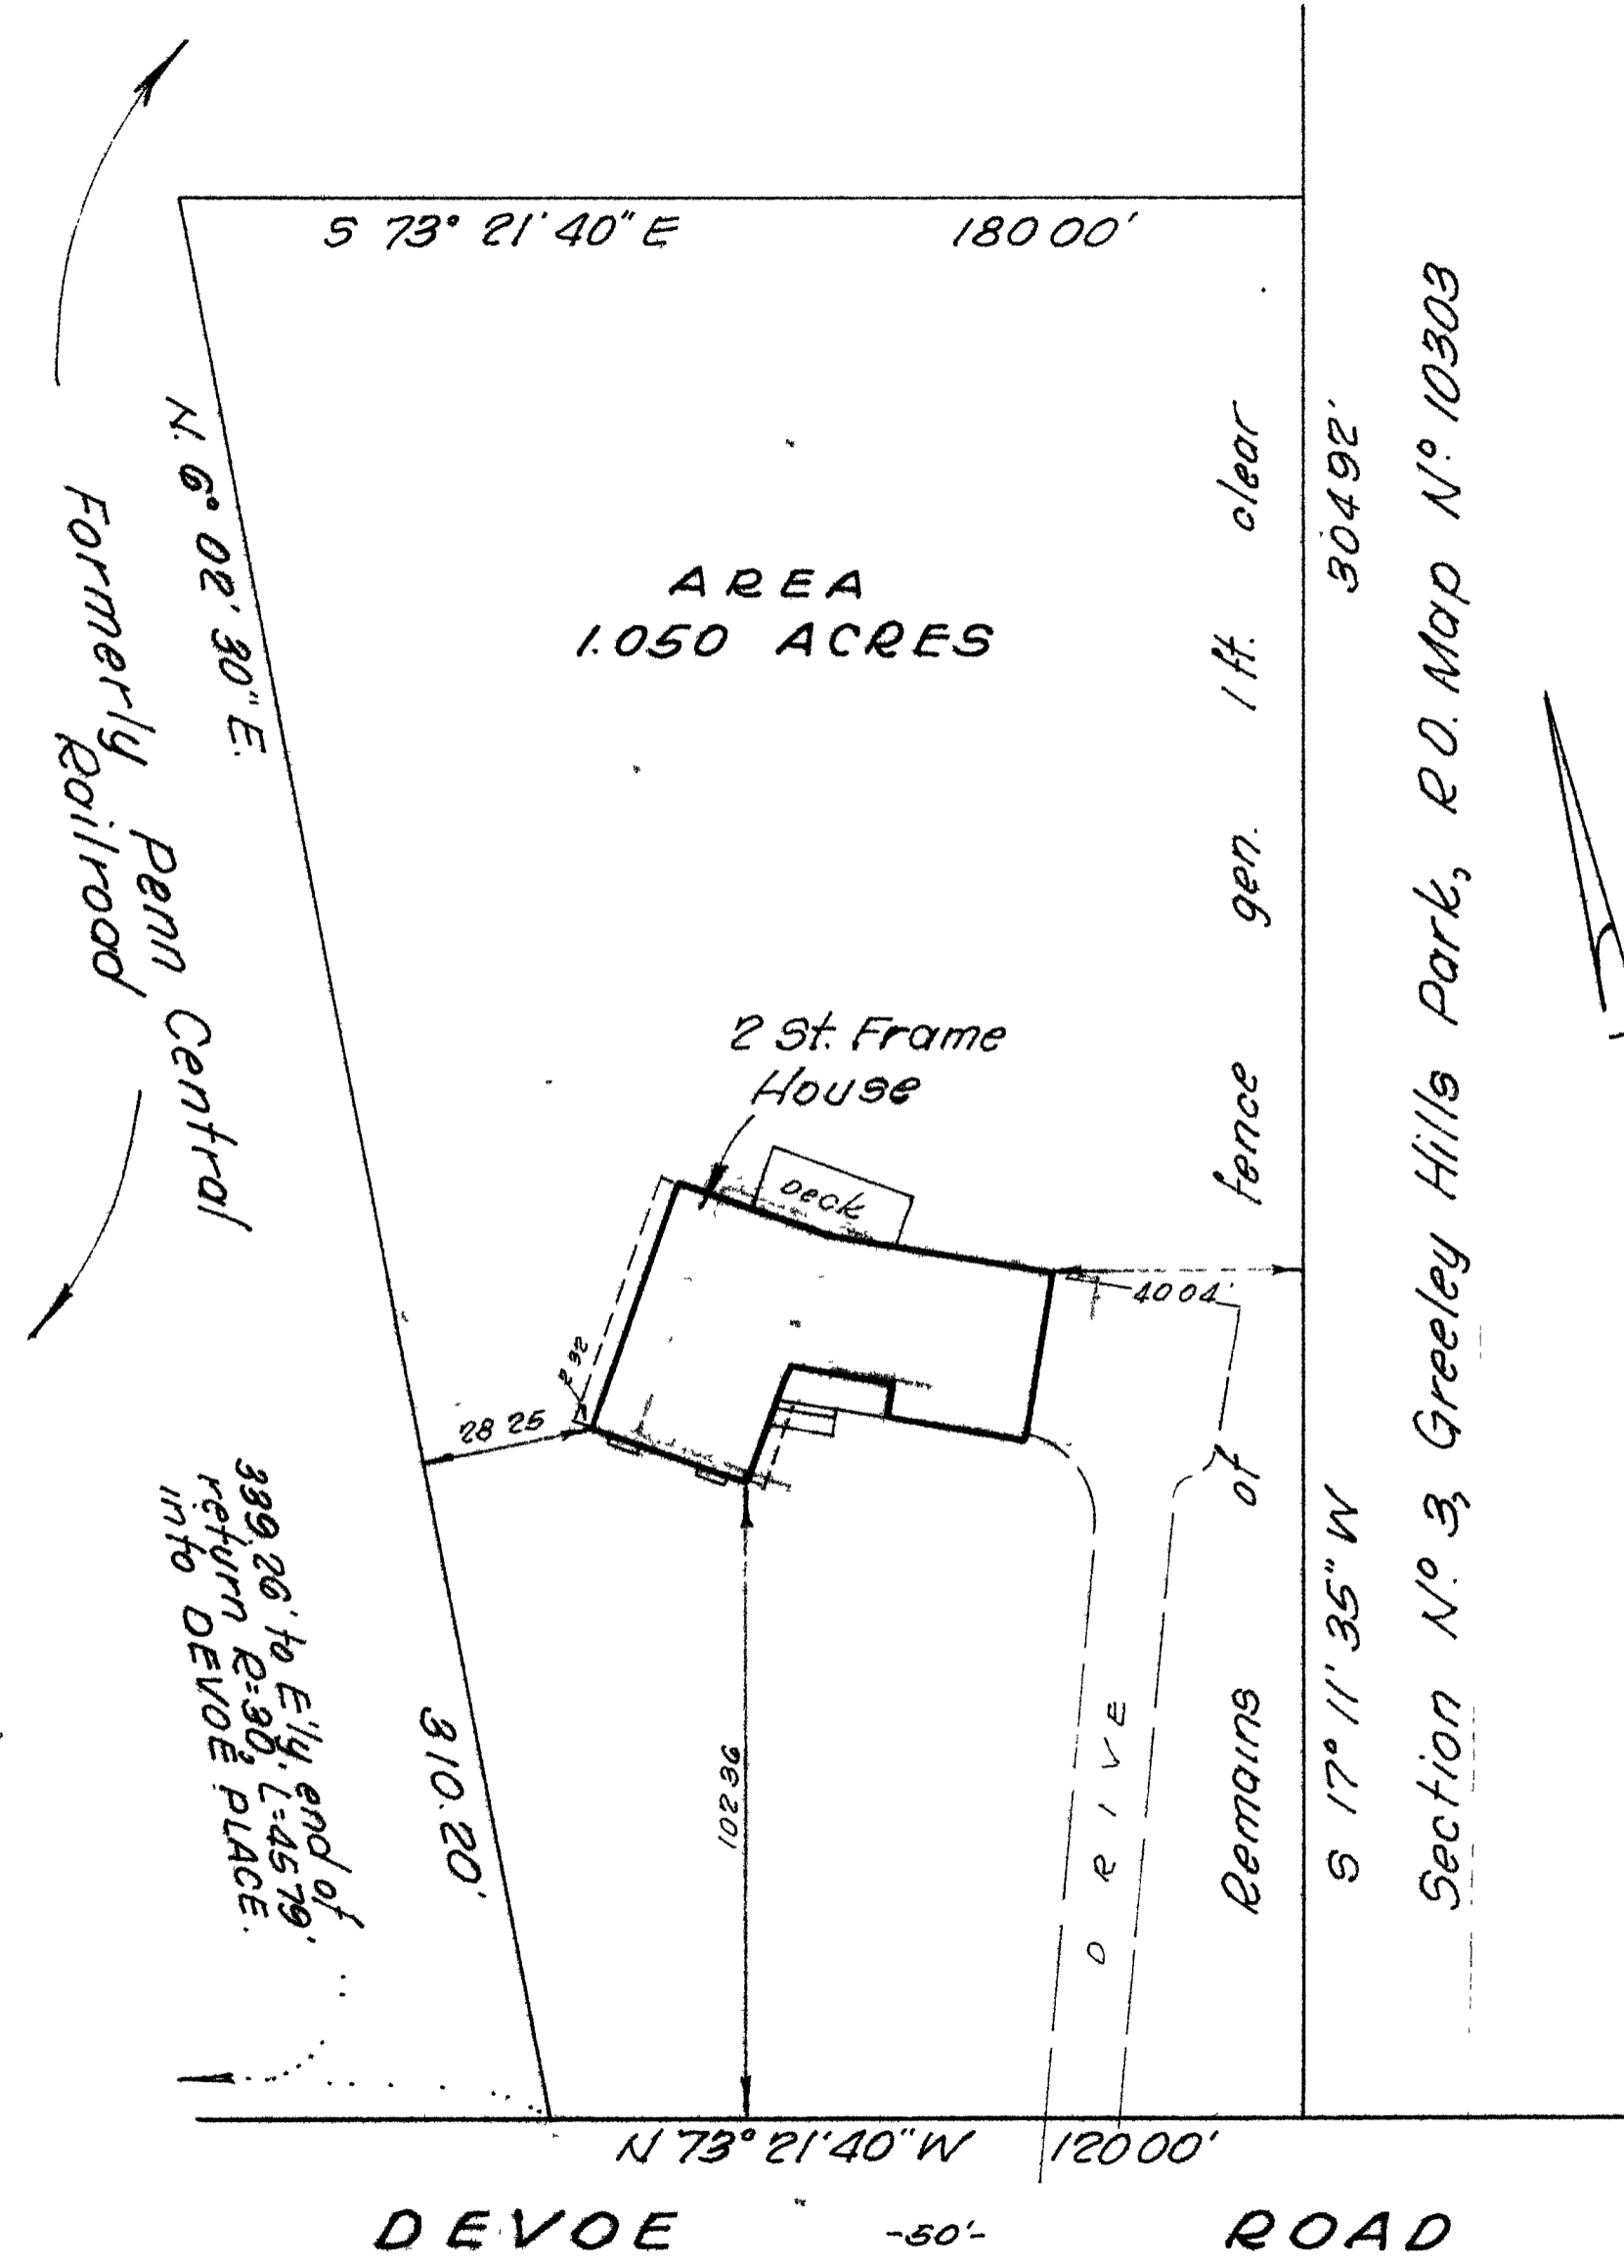 S 73° 21' 40" E 180 00'
N. 6° 02' 30" E.
310. 20'
Formerly Penn Central
Railroad
AREA
1.050 ACRES
Remains of fence gen. 1 ft. clear
S 17° 11' 35" W 304 92'
Section Nº 3, Greeley Hills Park, R O. Map Nº 10303
2 St. Frame
House
Deck
40 04'
2 32
28 25
102 36
DRIVE
339. 26' to E'ly. end of
return R=30', L=45 79'
into DEVOE PLACE.
N 73° 21' 40" W 120 00'
DEVOE -50'- ROAD